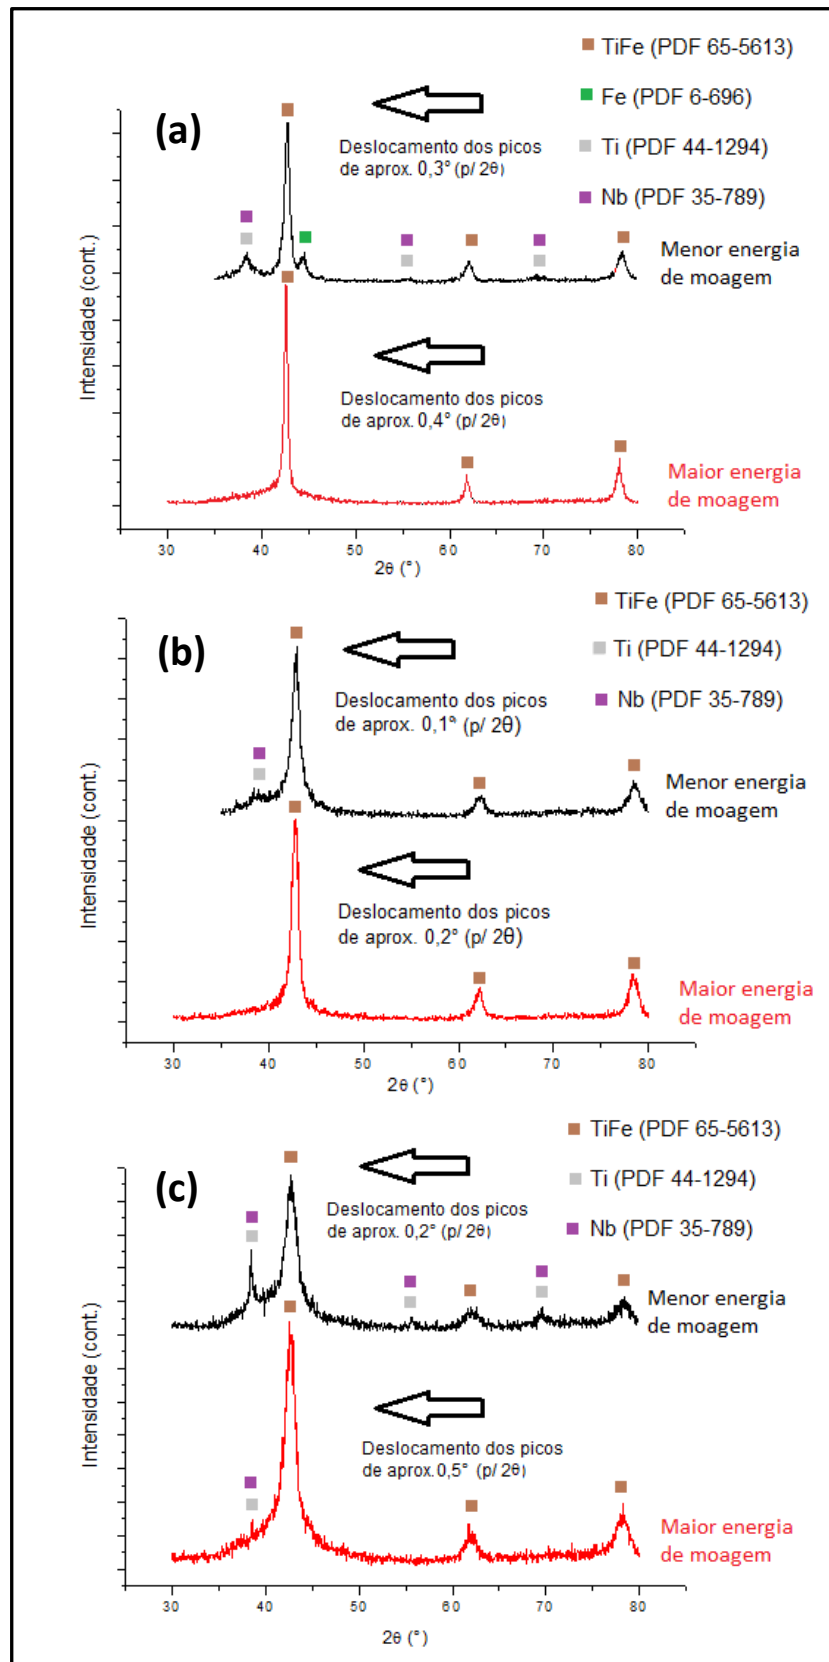 (a)
TiFe (PDF 65-5613)
Fe (PDF 6-696)
Ti (PDF 44-1294)
Nb (PDF 35-789)
Deslocamento dos picos
de aprox. 0,3° (p/ 2θ)
Menor energia
de moagem
Intensidade (cont.)
Deslocamento dos picos
de aprox. 0,4° (p/ 2θ)
Maior energia
de moagem
30 40 50 60 70 80
2θ (°)
(b)
TiFe (PDF 65-5613)
Ti (PDF 44-1294)
Nb (PDF 35-789)
Deslocamento dos picos
de aprox. 0,1° (p/ 2θ)
Menor energia
de moagem
Intensidade (cont.)
Deslocamento dos picos
de aprox. 0,2° (p/ 2θ)
Maior energia
de moagem
30 40 50 60 70 80
2θ (°)
(c)
TiFe (PDF 65-5613)
Ti (PDF 44-1294)
Nb (PDF 35-789)
Deslocamento dos picos
de aprox. 0,2° (p/ 2θ)
Menor energia
de moagem
Intensidade (cont.)
Deslocamento dos picos
de aprox. 0,5° (p/ 2θ)
Maior energia
de moagem
30 40 50 60 70 80
2θ (°)